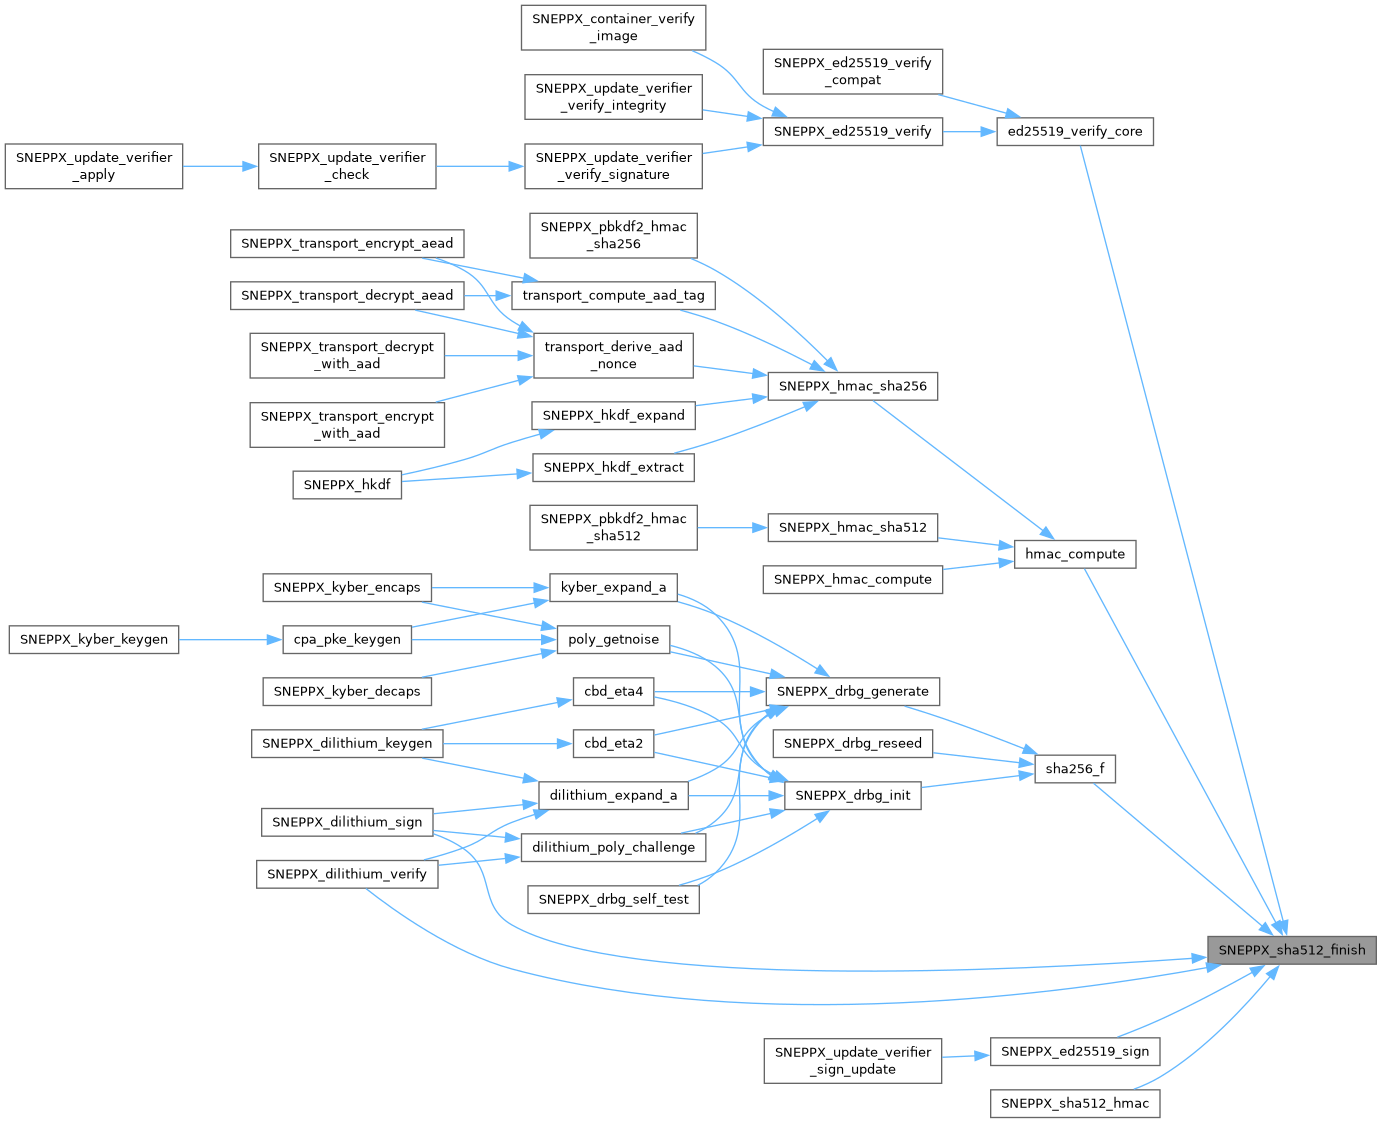 SNEPPX_container_verify
_image
SNEPPX_ed25519_verify
_compat
SNEPPX_update_verifier
_verify_integrity
SNEPPX_ed25519_verify
ed25519_verify_core
SNEPPX_update_verifier
_apply
SNEPPX_update_verifier
_check
SNEPPX_update_verifier
_verify_signature
SNEPPX_pbkdf2_hmac
_sha256
SNEPPX_transport_encrypt_aead
SNEPPX_transport_decrypt_aead
transport_compute_aad_tag
SNEPPX_transport_decrypt
_with_aad
transport_derive_aad
_nonce
SNEPPX_hmac_sha256
SNEPPX_transport_encrypt
_with_aad
SNEPPX_hkdf_expand
SNEPPX_hkdf
SNEPPX_hkdf_extract
SNEPPX_pbkdf2_hmac
_sha512
SNEPPX_hmac_sha512
hmac_compute
SNEPPX_hmac_compute
SNEPPX_kyber_encaps
kyber_expand_a
SNEPPX_kyber_keygen
cpa_pke_keygen
poly_getnoise
SNEPPX_kyber_decaps
cbd_eta4
SNEPPX_drbg_generate
SNEPPX_dilithium_keygen
cbd_eta2
SNEPPX_drbg_reseed
sha256_f
dilithium_expand_a
SNEPPX_drbg_init
SNEPPX_dilithium_sign
dilithium_poly_challenge
SNEPPX_dilithium_verify
SNEPPX_drbg_self_test
SNEPPX_sha512_finish
SNEPPX_update_verifier
_sign_update
SNEPPX_ed25519_sign
SNEPPX_sha512_hmac